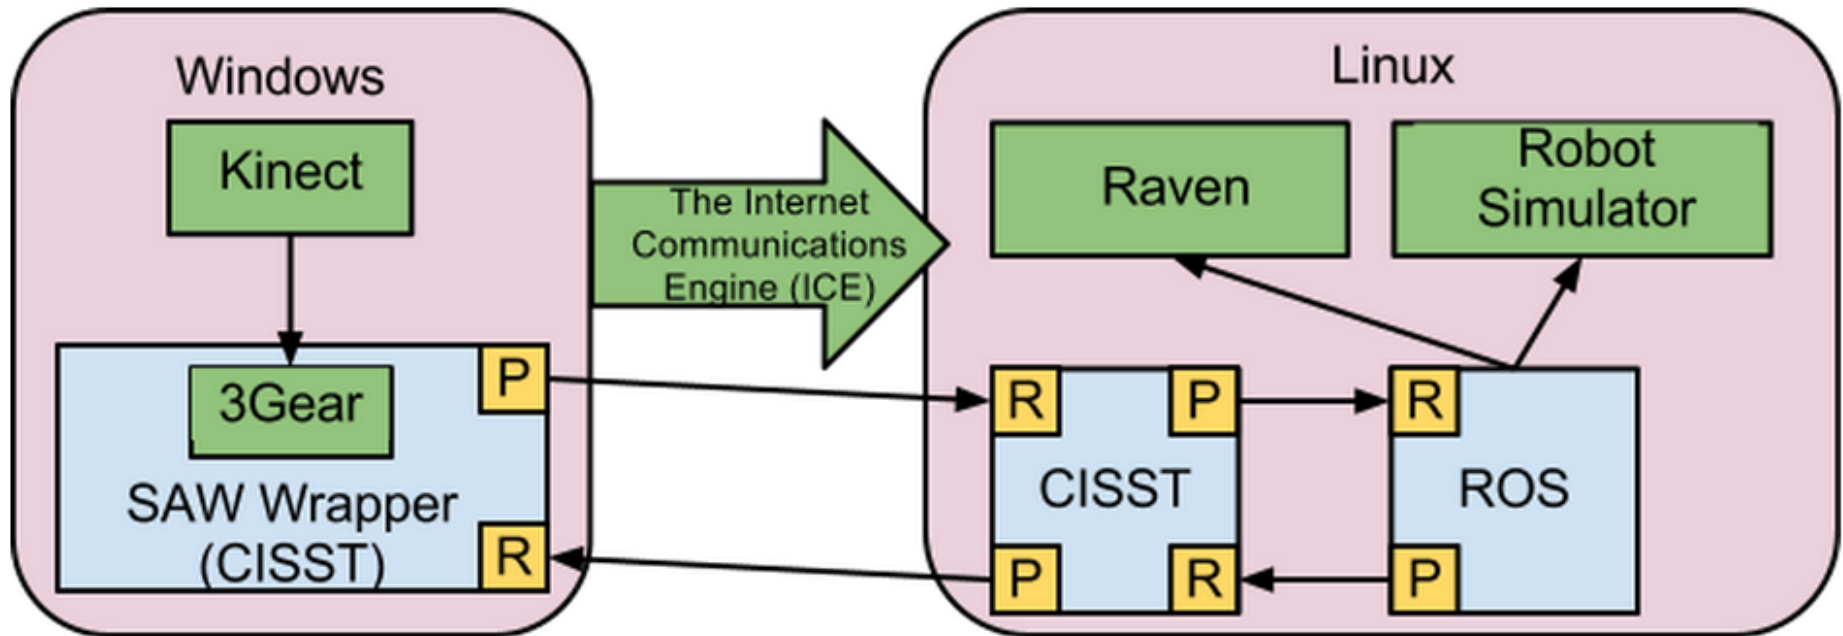 Windows
Kinect
3Gear
P
SAW Wrapper
(CISST)
R
The Internet
Communications
Engine (ICE)
Linux
Raven
Robot
Simulator
R
P
CISST
P
R
R
ROS
P